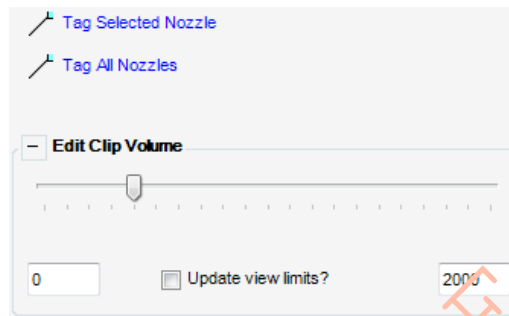 Tag Selected Nozzle
Tag All Nozzles
Edit Clip Volume
0 Update view limits? 2000